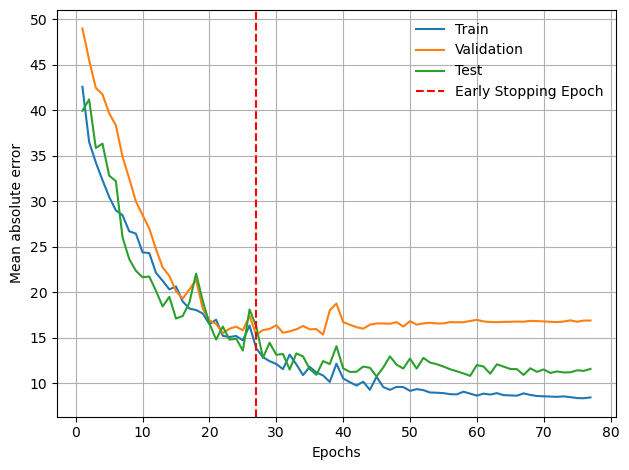 Train
Validation
Test
Early Stopping Epoch
Mean absolute error
50
45
40
35
30
25
20
15
10
0 10 20 30 40 50 60 70 80
Epochs